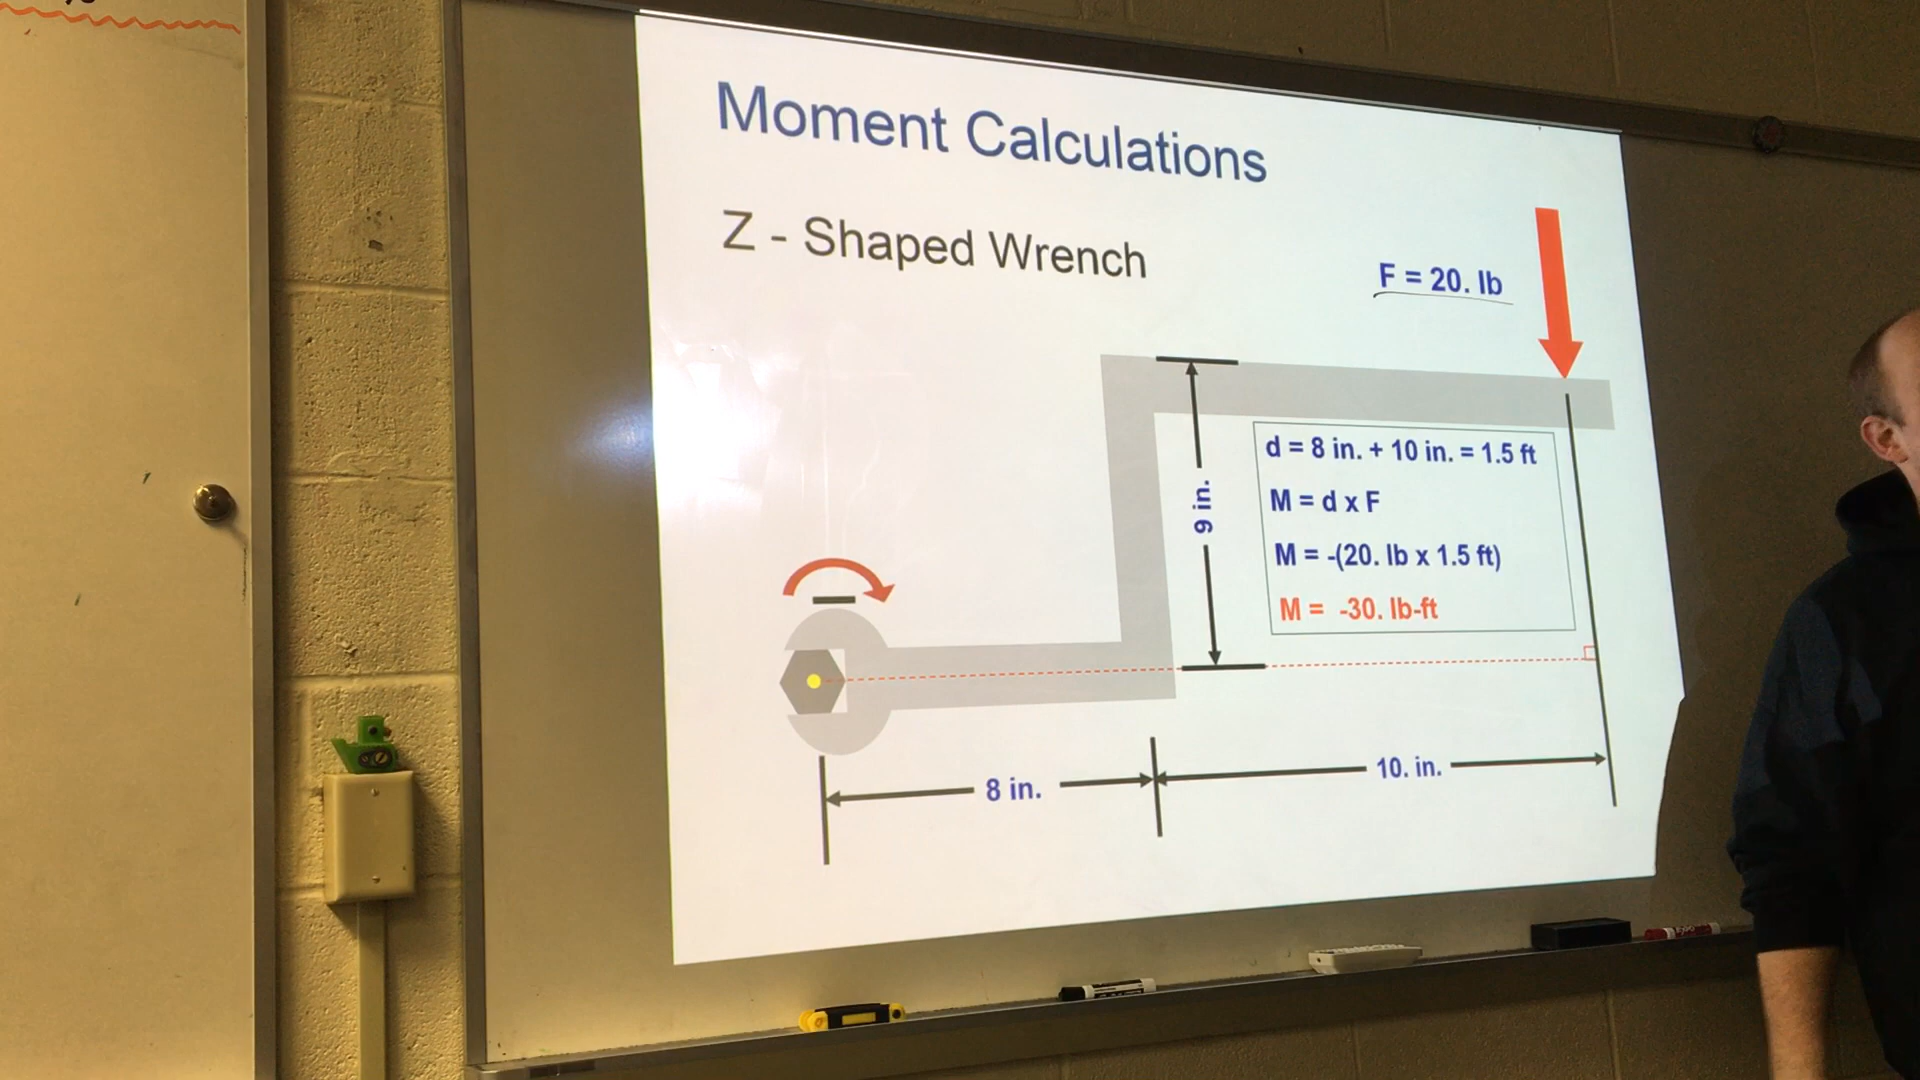 Moment Calculations
Z - Shaped Wrench
F = 20. lb
9 in.
d = 8 in. + 10 in. = 1.5 ft
M = d x F
M = -(20. lb x 1.5 ft)
M = -30. lb-ft
8 in.
10. in.